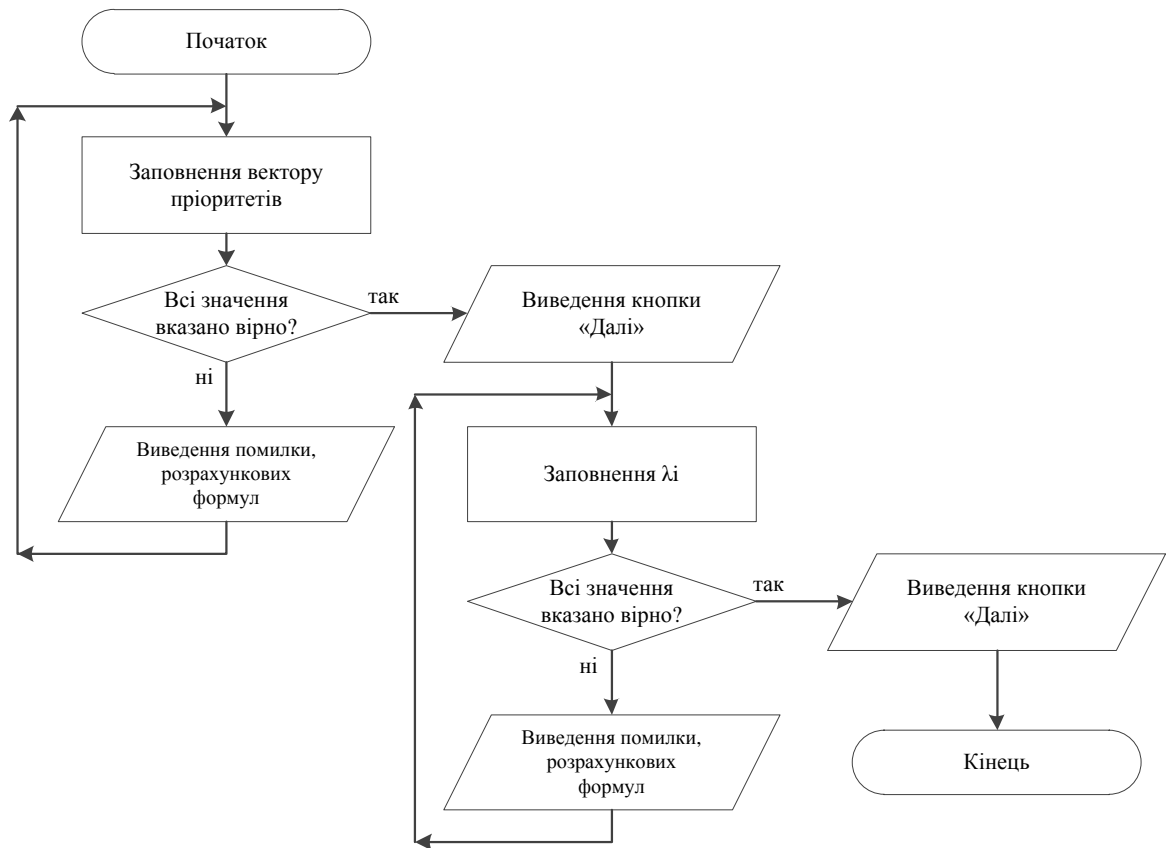 Початок
Заповнення вектору
пріоритетів
Всі значення
вказано вірно?
так
Виведення кнопки
«Далі»
ні
Виведення помилки,
розрахункових
формул
Заповнення λі
Всі значення
вказано вірно?
так
Виведення кнопки
«Далі»
ні
Виведення помилки,
розрахункових
формул
Кінець